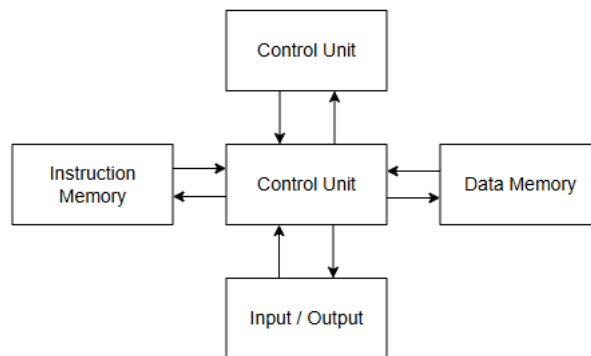 Control Unit
Instruction
Memory
Control Unit
Data Memory
Input / Output